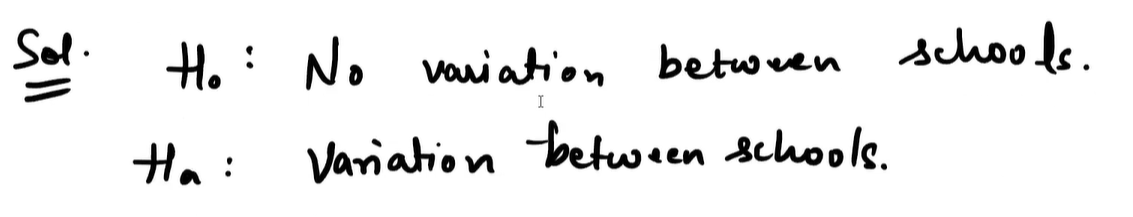 Sol. H₀ : No variation between schools.
Hₐ : Variation between schools.